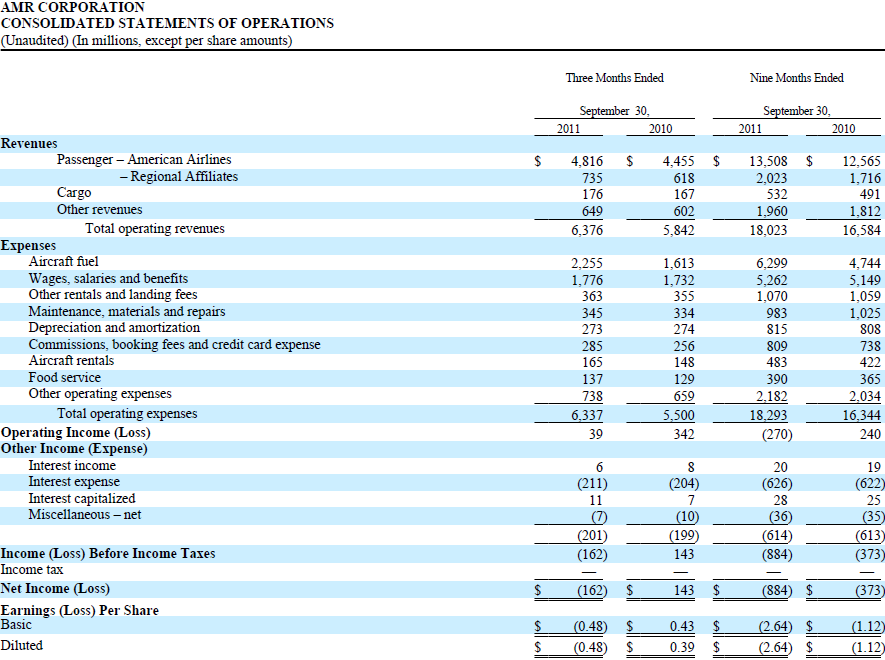 AMR CORPORATION
CONSOLIDATED STATEMENTS OF OPERATIONS
(Unaudited) (In millions, except per share amounts)
Three Months Ended Nine Months Ended
September 30, September 30,
2011 2010 2011 2010
Revenues
Passenger – American Airlines $ 4,816 $ 4,455 $ 13,508 $ 12,565
– Regional Affiliates 735 618 2,023 1,716
Cargo 176 167 532 491
Other revenues 649 602 1,960 1,812
Total operating revenues 6,376 5,842 18,023 16,584
Expenses
Aircraft fuel 2,255 1,613 6,299 4,744
Wages, salaries and benefits 1,776 1,732 5,262 5,149
Other rentals and landing fees 363 355 1,070 1,059
Maintenance, materials and repairs 345 334 983 1,025
Depreciation and amortization 273 274 815 808
Commissions, booking fees and credit card expense 285 256 809 738
Aircraft rentals 165 148 483 422
Food service 137 129 390 365
Other operating expenses 738 659 2,182 2,034
Total operating expenses 6,337 5,500 18,293 16,344
Operating Income (Loss) 39 342 (270) 240
Other Income (Expense)
Interest income 6 8 20 19
Interest expense (211) (204) (626) (622)
Interest capitalized 11 7 28 25
Miscellaneous – net (7) (10) (36) (35)
(201) (199) (614) (613)
Income (Loss) Before Income Taxes (162) 143 (884) (373)
Income tax — — — —
Net Income (Loss) $ (162) $ 143 $ (884) $ (373)
Earnings (Loss) Per Share
Basic $ (0.48) $ 0.43 $ (2.64) $ (1.12)
Diluted $ (0.48) $ 0.39 $ (2.64) $ (1.12)